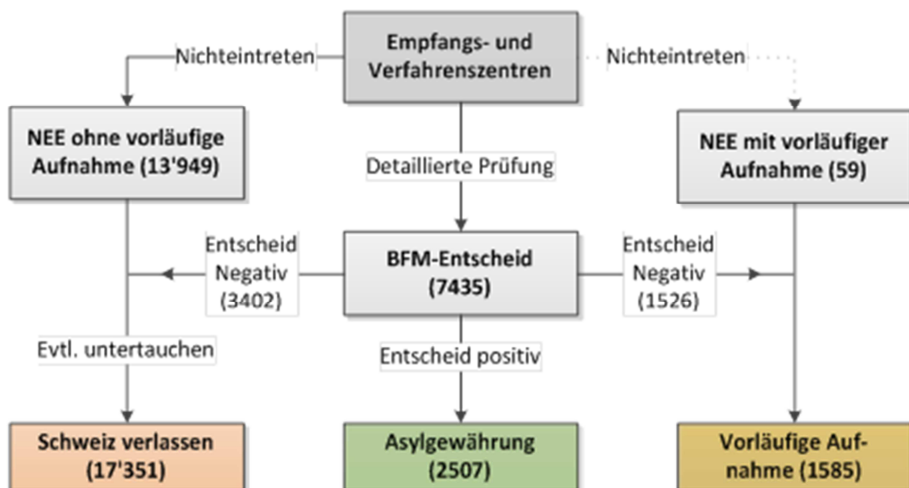 Empfangs- und
Verfahrenszentren
Nichteintreten
Nichteintreten
NEE ohne vorläufige
Aufnahme (13'949)
Detaillierte Prüfung
NEE mit vorläufiger
Aufnahme (59)
Entscheid
Negativ
(3402)
BFM-Entscheid
(7435)
Entscheid
Negativ
(1526)
Evtl. untertauchen
Entscheid positiv
Schweiz verlassen
(17'351)
Asylgewährung
(2507)
Vorläufige Auf-
nahme (1585)